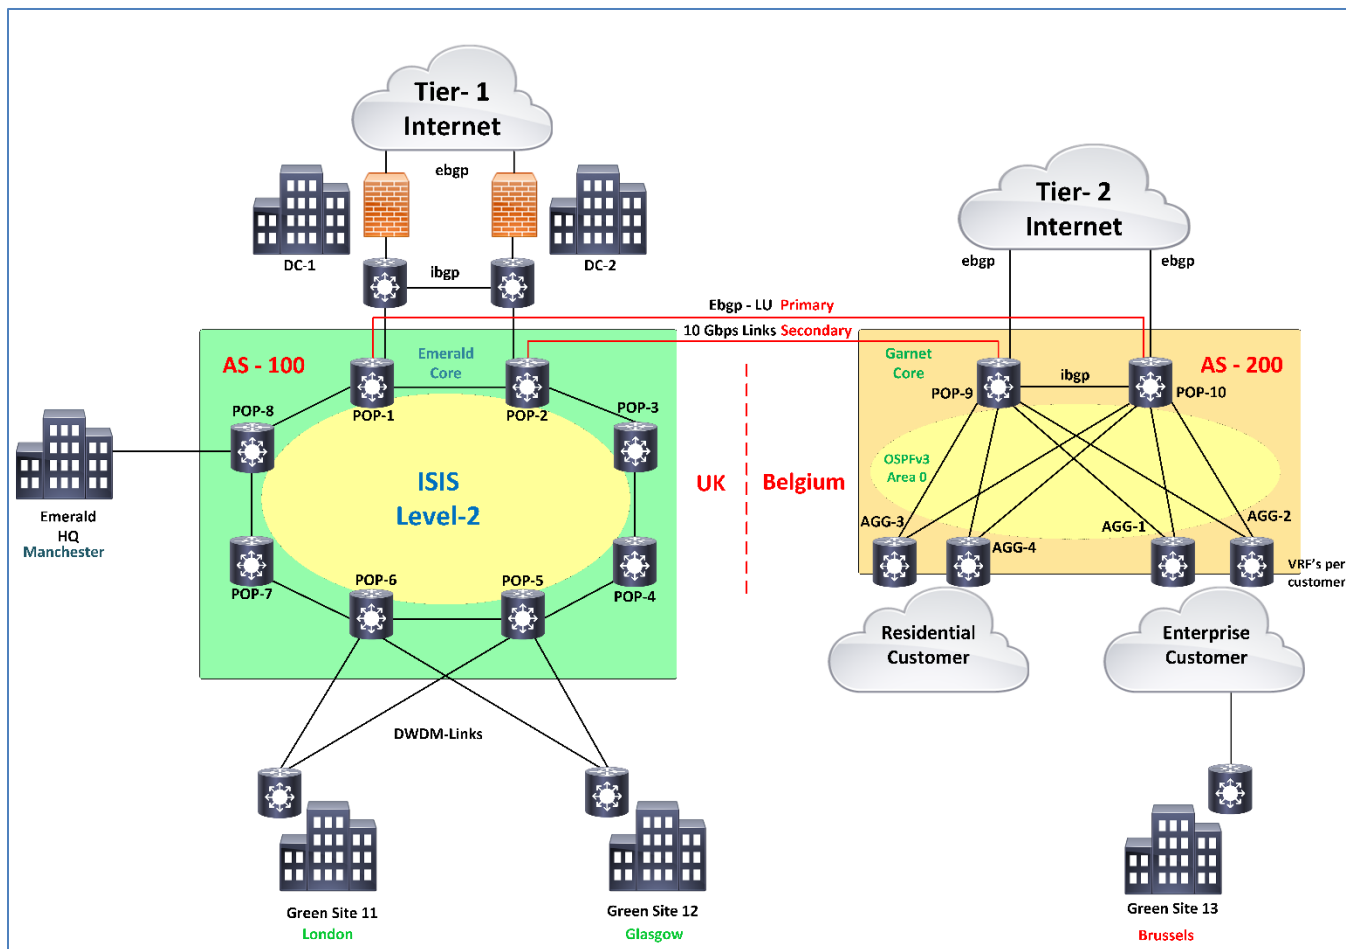 Tier- 1
Internet
ebgp
DC-1
DC-2
ibgp
Tier- 2
Internet
ebgp
ebgp
Ebgp - LU Primary
10 Gbps Links Secondary
AS - 100
Emerald
Core
POP-1
POP-2
POP-8
POP-3
ISIS
Level-2
POP-7
POP-6
POP-5
POP-4
Emerald
HQ
Manchester
UK
Belgium
Garnet
Core
AS - 200
POP-9
ibgp
POP-10
OSPFv3
Area 0
AGG-3
AGG-4
AGG-1
AGG-2
VRF's per
customer
Residential
Customer
Enterprise
Customer
DWDM-Links
Green Site 11
London
Green Site 12
Glasgow
Green Site 13
Brussels